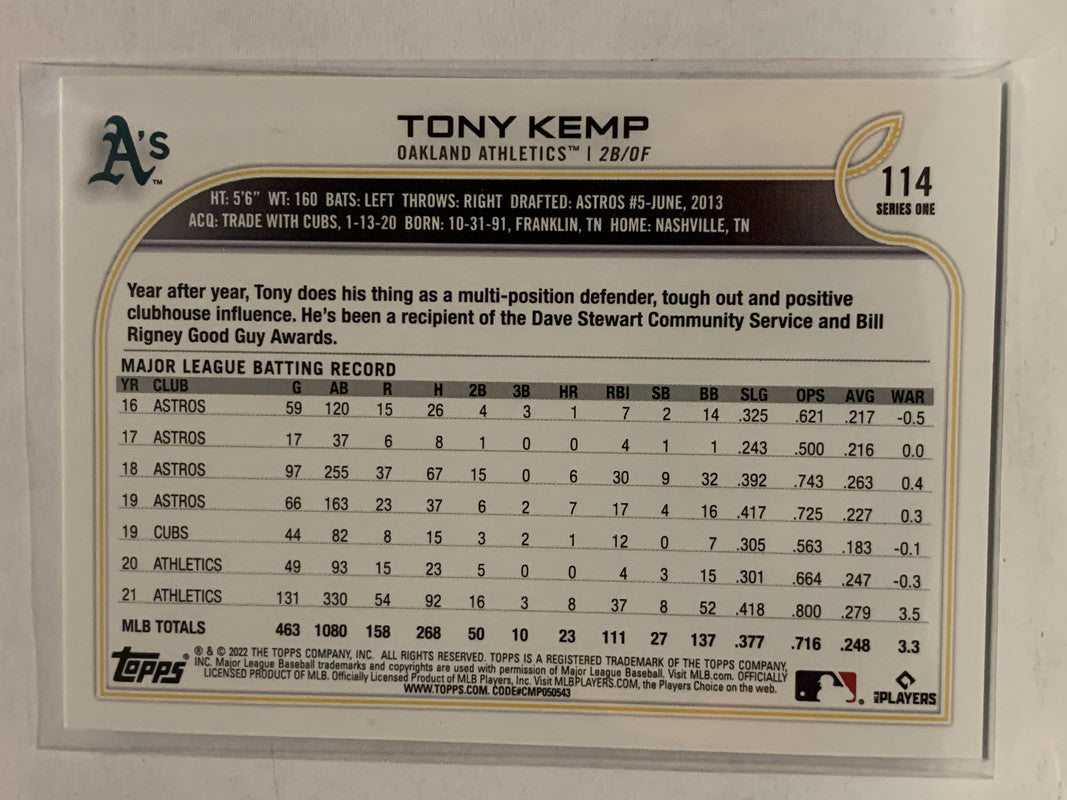 A's™
TONY KEMP
OAKLAND ATHLETICS™ | 2B/OF
114
SERIES ONE
HT: 5'6" WT: 160 BATS: LEFT THROWS: RIGHT DRAFTED: ASTROS #5-JUNE, 2013
ACQ: TRADE WITH CUBS, 1-13-20 BORN: 10-31-91, FRANKLIN, TN HOME: NASHVILLE, TN
Year after year, Tony does his thing as a multi-position defender, tough out and positive
clubhouse influence. He's been a recipient of the Dave Stewart Community Service and Bill
Rigney Good Guy Awards.
MAJOR LEAGUE BATTING RECORD
YR CLUB G AB R H 2B 3B HR RBI SB BB SLG OPS AVG WAR
16 ASTROS 59 120 15 26 4 3 1 7 2 14 .325 .621 .217 -0.5
17 ASTROS 17 37 6 8 1 0 0 4 1 1 .243 .500 .216 0.0
18 ASTROS 97 255 37 67 15 0 6 30 9 32 .392 .743 .263 0.4
19 ASTROS 66 163 23 37 6 2 7 17 4 16 .417 .725 .227 0.3
19 CUBS 44 82 8 15 3 2 1 12 0 7 .305 .563 .183 -0.1
20 ATHLETICS 49 93 15 23 5 0 0 4 3 15 .301 .664 .247 -0.3
21 ATHLETICS 131 330 54 92 16 3 8 37 8 52 .418 .800 .279 3.5
MLB TOTALS 463 1080 158 268 50 10 23 111 27 137 .377 .716 .248 3.3
topps®
® & © 2022 THE TOPPS COMPANY, INC. ALL RIGHTS RESERVED. TOPPS IS A REGISTERED TRADEMARK OF THE TOPPS COMPANY,
INC. Major League Baseball trademarks and copyrights are used with permission of Major League Baseball. Visit MLB.com. OFFICIALLY
LICENSED PRODUCT OF MLB. Officially Licensed Product of MLB Players, Inc. Visit MLBPLAYERS.COM, the Players Choice on the web.
WWW.TOPPS.COM. CODE#CMP050543
MLB PLAYERS